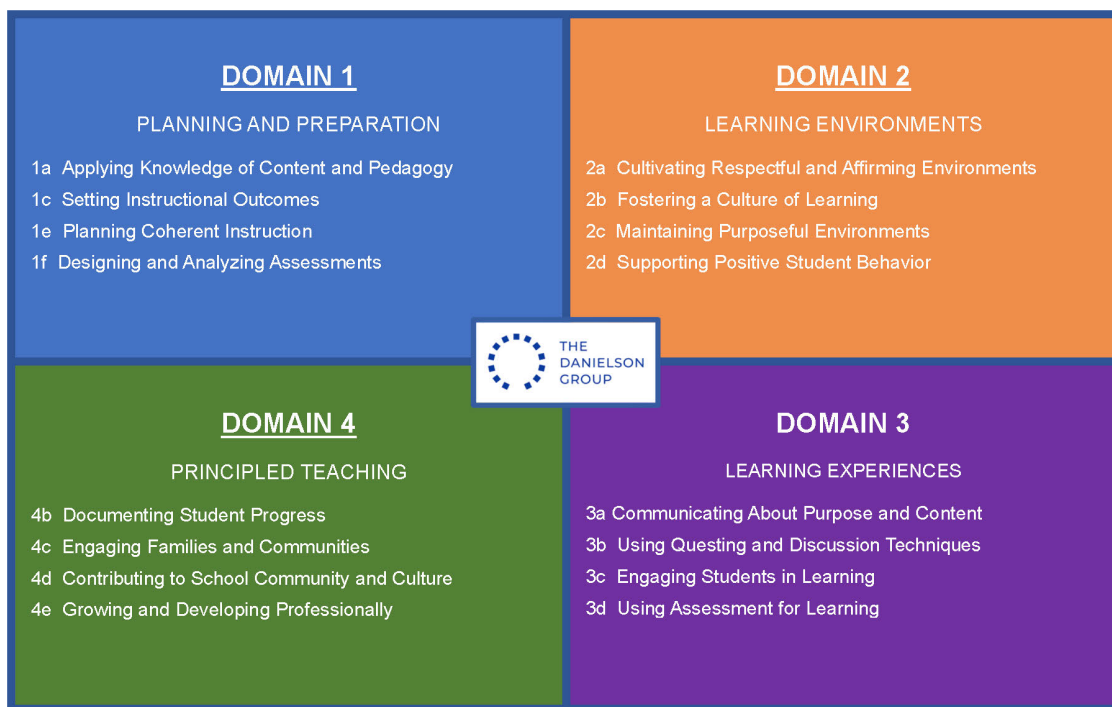 DOMAIN 1
PLANNING AND PREPARATION
1a Applying Knowledge of Content and Pedagogy
1c Setting Instructional Outcomes
1e Planning Coherent Instruction
1f Designing and Analyzing Assessments
DOMAIN 2
LEARNING ENVIRONMENTS
2a Cultivating Respectful and Affirming Environments
2b Fostering a Culture of Learning
2c Maintaining Purposeful Environments
2d Supporting Positive Student Behavior
THE
DANIELSON
GROUP
DOMAIN 4
PRINCIPLED TEACHING
4b Documenting Student Progress
4c Engaging Families and Communities
4d Contributing to School Community and Culture
4e Growing and Developing Professionally
DOMAIN 3
LEARNING EXPERIENCES
3a Communicating About Purpose and Content
3b Using Questing and Discussion Techniques
3c Engaging Students in Learning
3d Using Assessment for Learning